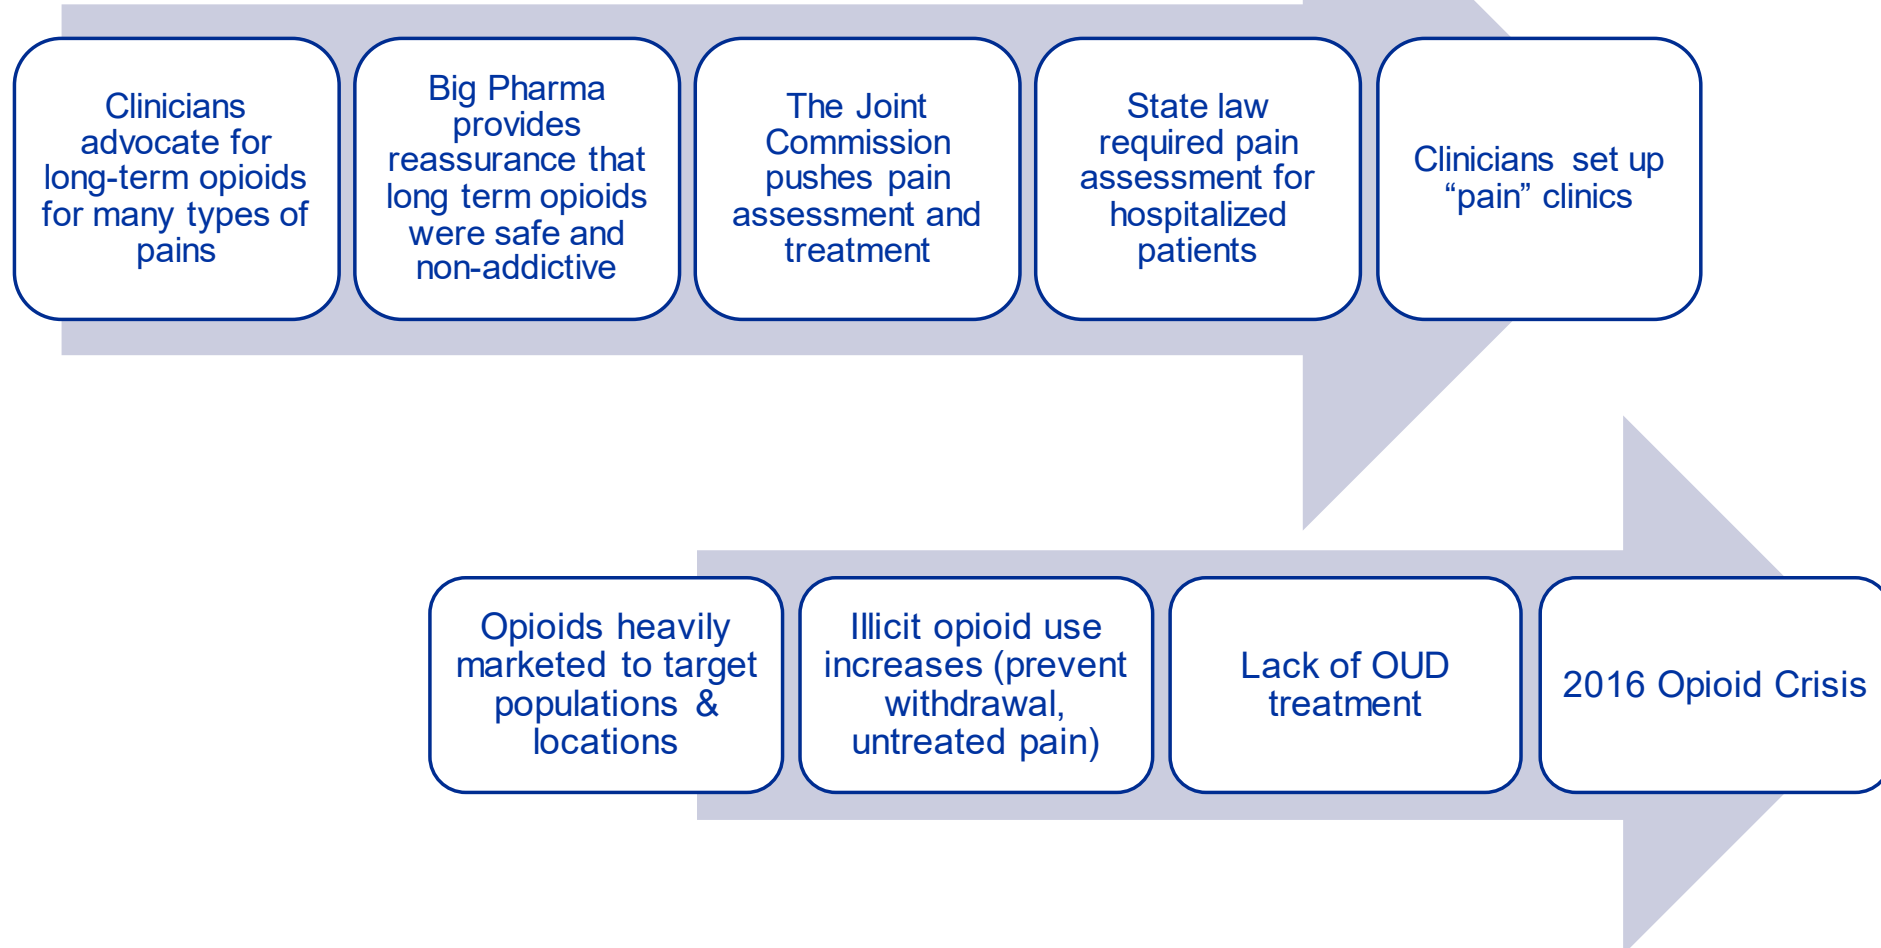 Clinicians
advocate for
long-term opioids
for many types of
pains
Big Pharma
provides
reassurance that
long term opioids
were safe and
non-addictive
The Joint
Commission
pushes pain
assessment and
treatment
State law
required pain
assessment for
hospitalized
patients
Clinicians set up
“pain” clinics
Opioids heavily
marketed to target
populations &
locations
Illicit opioid use
increases (prevent
withdrawal,
untreated pain)
Lack of OUD
treatment
2016 Opioid Crisis